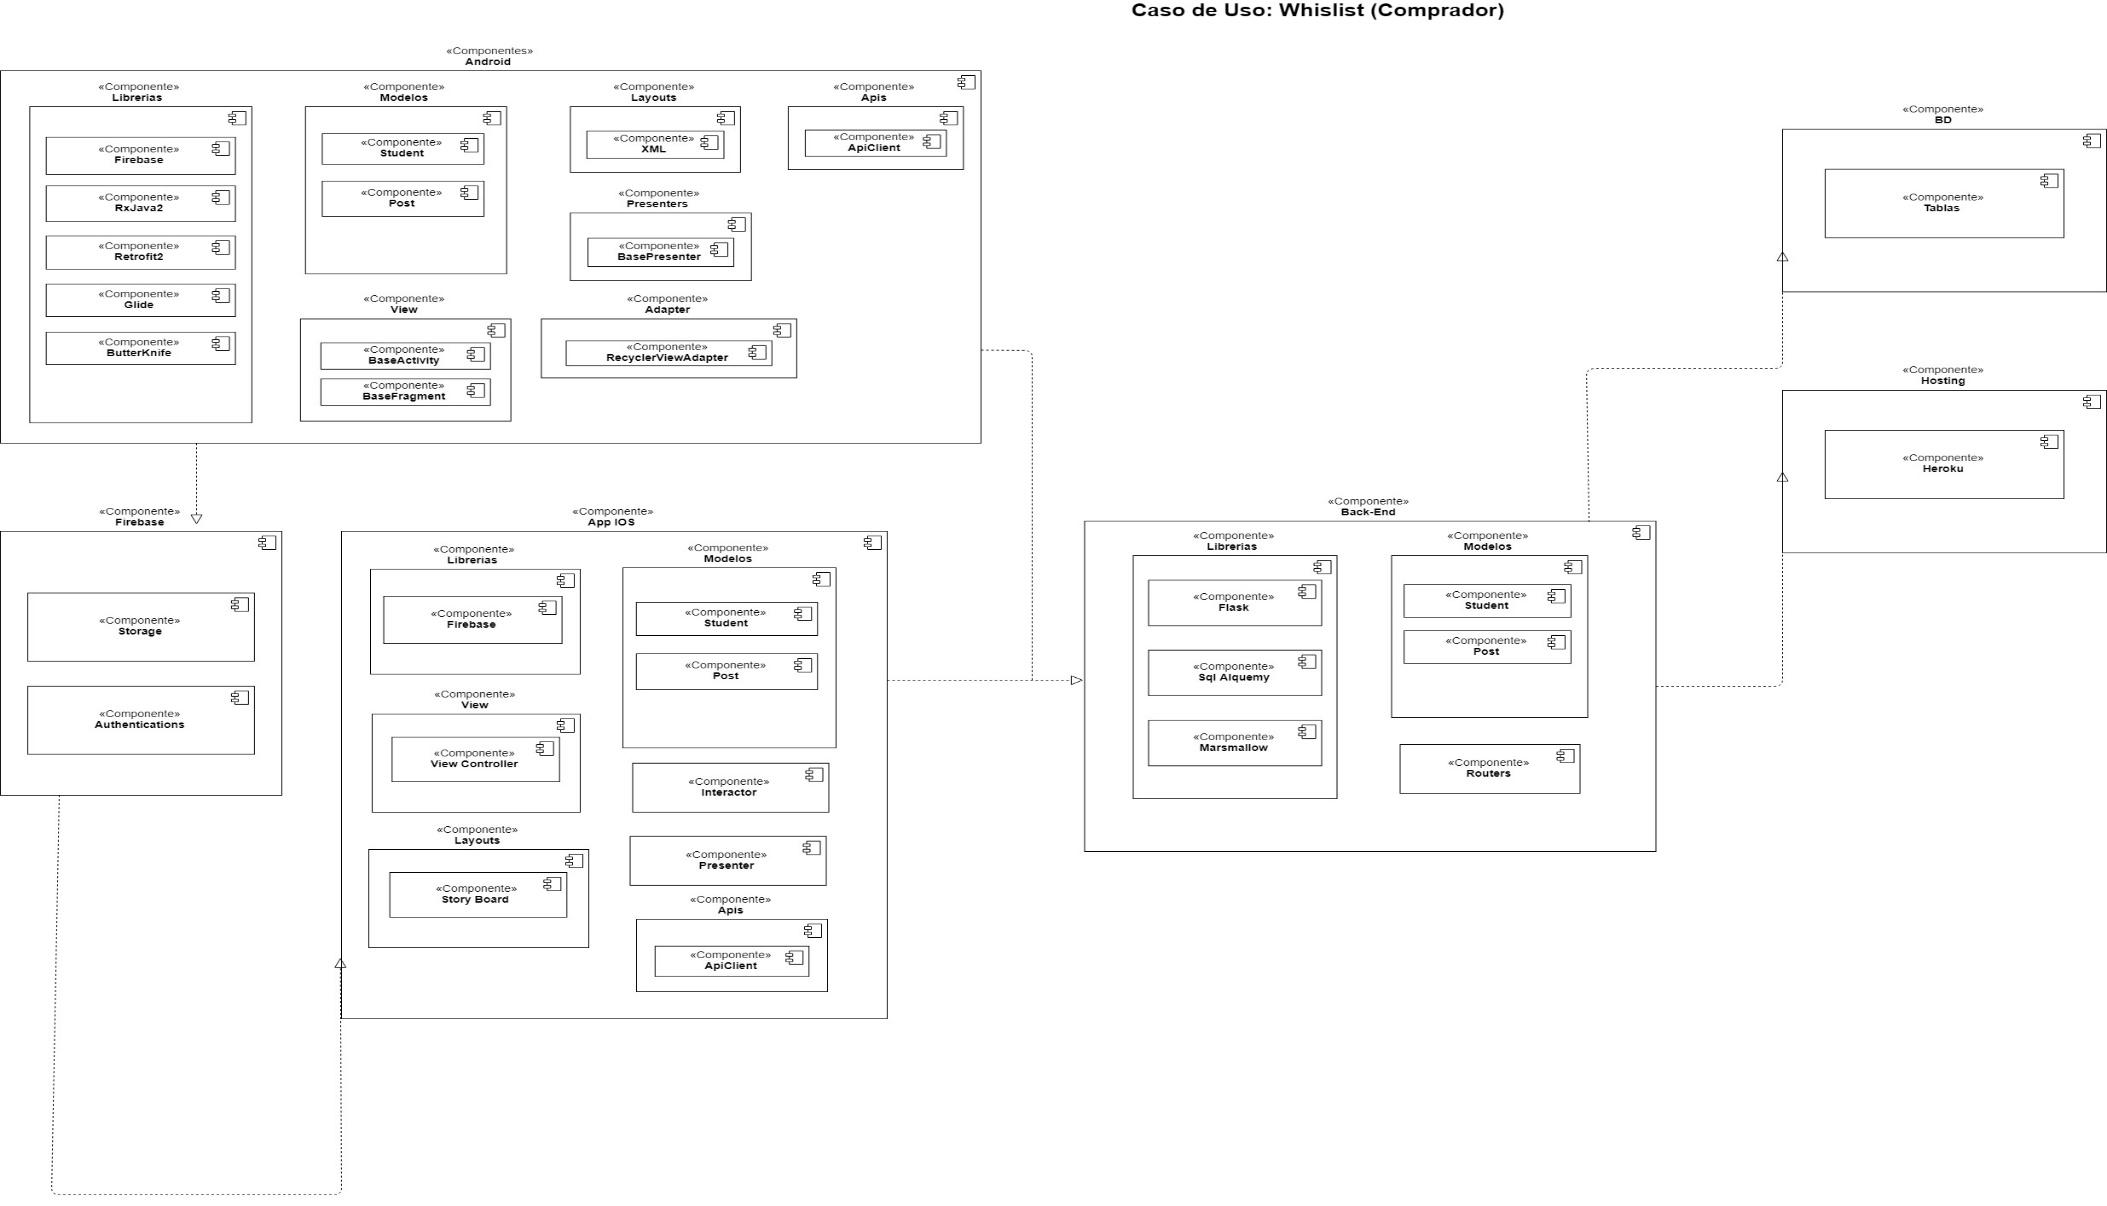 Caso de Uso: Whislist (Comprador)
«Componentes»
Android
«Componente»
Librerias
«Componente»
Firebase
«Componente»
RxJava2
«Componente»
Retrofit2
«Componente»
Glide
«Componente»
ButterKnife
«Componente»
Modelos
«Componente»
Student
«Componente»
Post
«Componente»
View
«Componente»
BaseActivity
«Componente»
BaseFragment
«Componente»
Layouts
«Componente»
XML
«Componente»
Presenters
«Componente»
BasePresenter
«Componente»
Adapter
«Componente»
RecyclerViewAdapter
«Componente»
Apis
«Componente»
ApiClient
«Componente»
Firebase
«Componente»
Storage
«Componente»
Authentications
«Componente»
App IOS
«Componente»
Librerias
«Componente»
Firebase
«Componente»
View
«Componente»
View Controller
«Componente»
Layouts
«Componente»
Story Board
«Componente»
Modelos
«Componente»
Student
«Componente»
Post
«Componente»
Interactor
«Componente»
Presenter
«Componente»
Apis
«Componente»
ApiClient
«Componente»
Back-End
«Componente»
Librerias
«Componente»
Flask
«Componente»
Sql Alquemy
«Componente»
Marsmallow
«Componente»
Modelos
«Componente»
Student
«Componente»
Post
«Componente»
Routers
«Componente»
BD
«Componente»
Tablas
«Componente»
Hosting
«Componente»
Heroku